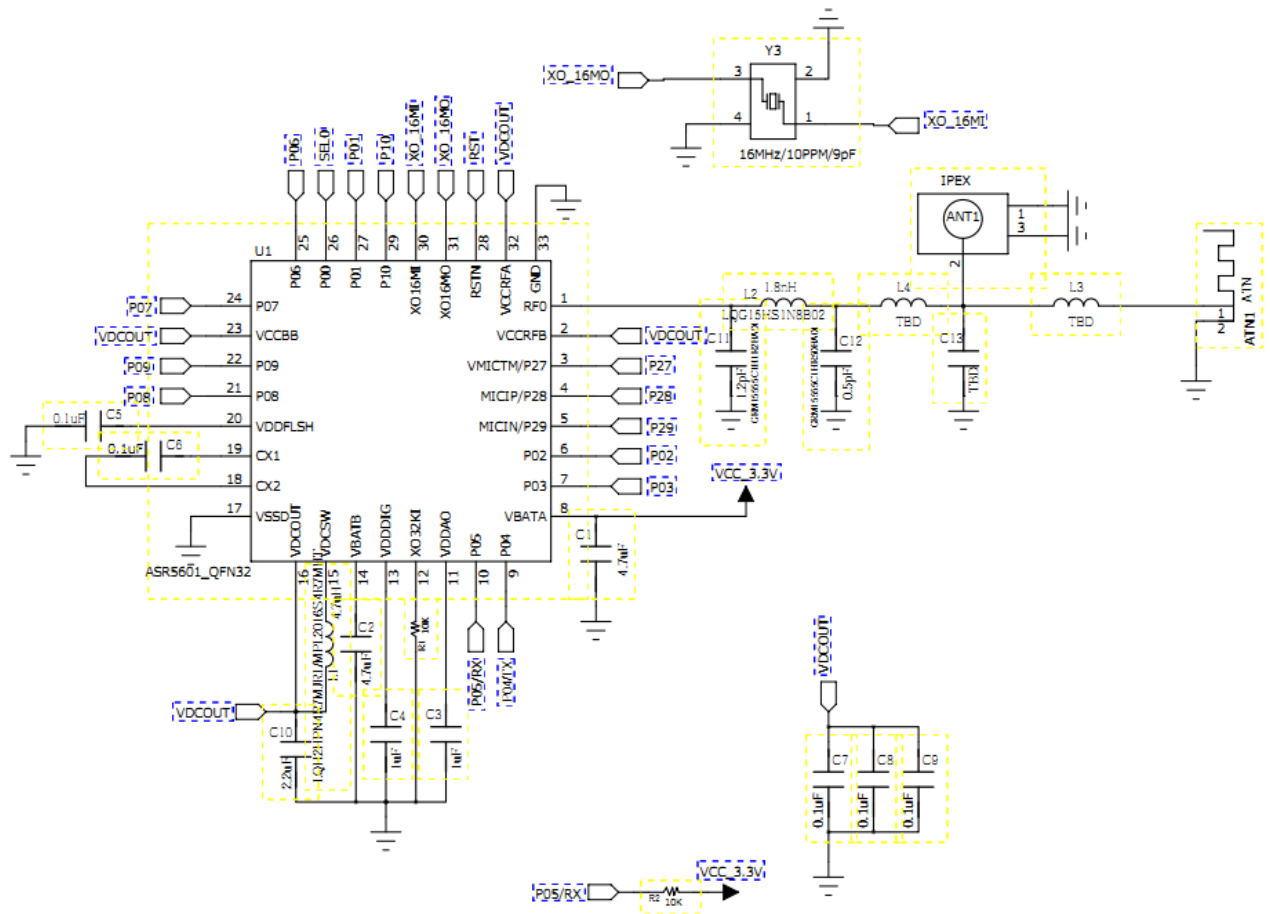 Y3
XO_16MO
3
2
4
1
XO_16MI
16MHz/10PPM/9pF
P06
SEL0
P01
P10
XO_16MI
XO_16MO
RST
VDCOUT
25
26
27
29
30
31
28
32
33
U1
P06
P00
P01
P10
XO16MI
XO16MO
RSTN
VCCRFA
GND
P07
24
P07
VDCOUT
23
VCCBB
P09
22
P09
P08
21
P08
0.1uF
C5
20
VDDFLSH
0.1uF
C6
19
CX1
18
CX2
17
VSSD
RF0
1
VCCRFB
2
VDCOUT
VMICTM/P27
3
P27
MICIP/P28
4
P28
MICIN/P29
5
P29
P02
6
P02
P03
7
P03
VBATA
8
VCC_3.3V
VDCOUT
VDCSW
VBATB
VDDDIG
XO32KI
VDDAO
P05
P04
ASR5601_QFN32
16
15
14
13
12
11
10
9
IPEX
ANT1
1
3
2
L2
1.8nH
LQG15HS1N8B02
L4
TBD
L3
TBD
C11
1.2pF
C12
0.5pF
C13
TBD
ATN
ATN1
1
2
C1
4.7uF
4.7uH
L1
C2
4.7uF
R1
10K
P05/RX
P04/TX
VDCOUT
C10
2.2uF
C4
1uF
C3
1uF
VDCOUT
C7
0.1uF
C8
0.1uF
C9
0.1uF
P05/RX
R2
10K
VCC_3.3V